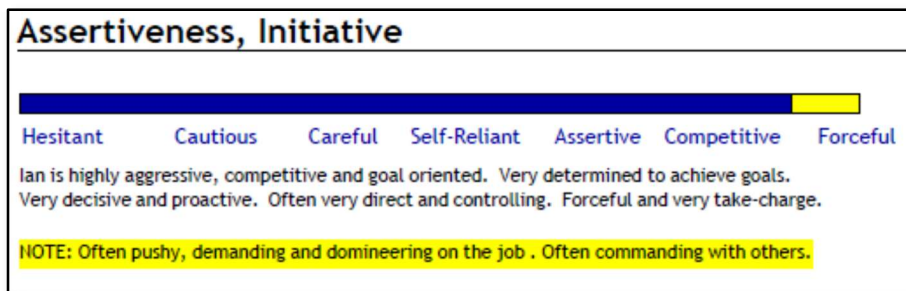 Assertiveness, Initiative
Hesitant Cautious Careful Self-Reliant Assertive Competitive Forceful
Ian is highly aggressive, competitive and goal oriented. Very determined to achieve goals.
Very decisive and proactive. Often very direct and controlling. Forceful and very take-charge.
NOTE: Often pushy, demanding and domineering on the job . Often commanding with others.